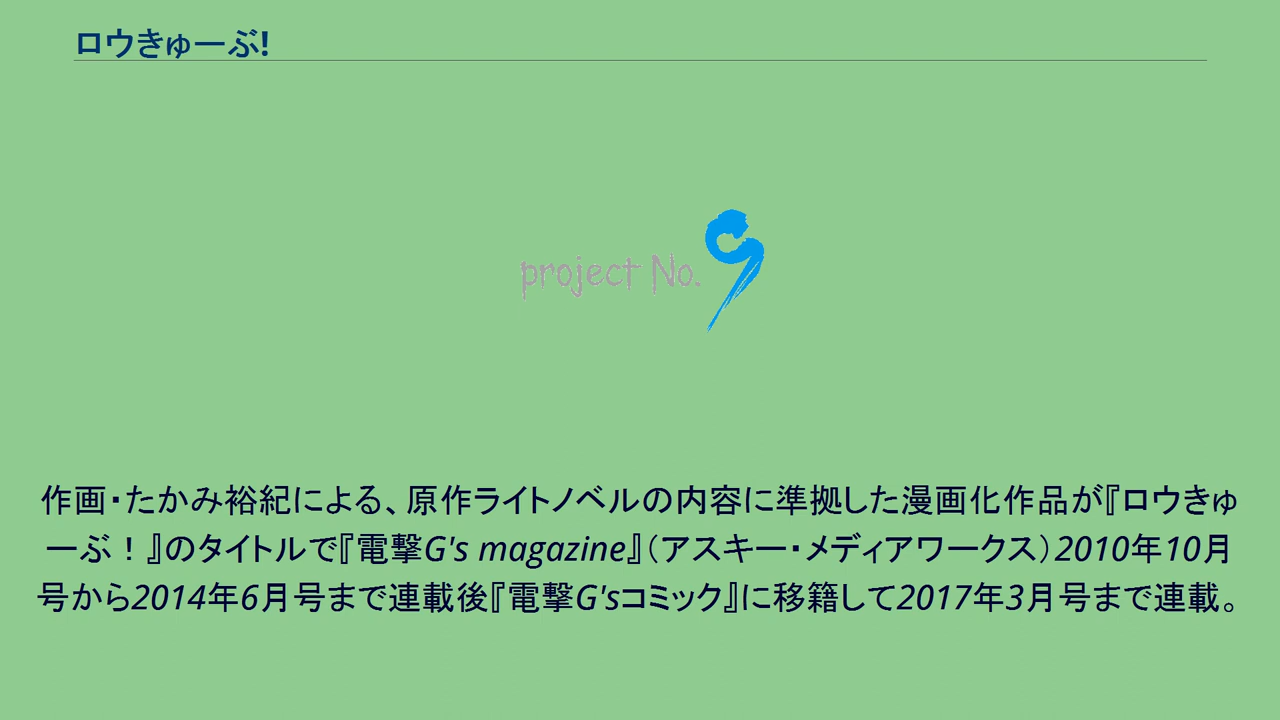 ロウきゅーぶ!
project No.9
作画・たかみ裕紀による、原作ライトノベルの内容に準拠した漫画化作品が『ロウきゅ
ーぶ！』のタイトルで『電撃G's magazine』（アスキー・メディアワークス）2010年10月
号から2014年6月号まで連載後『電撃G'sコミック』に移籍して2017年3月号まで連載。